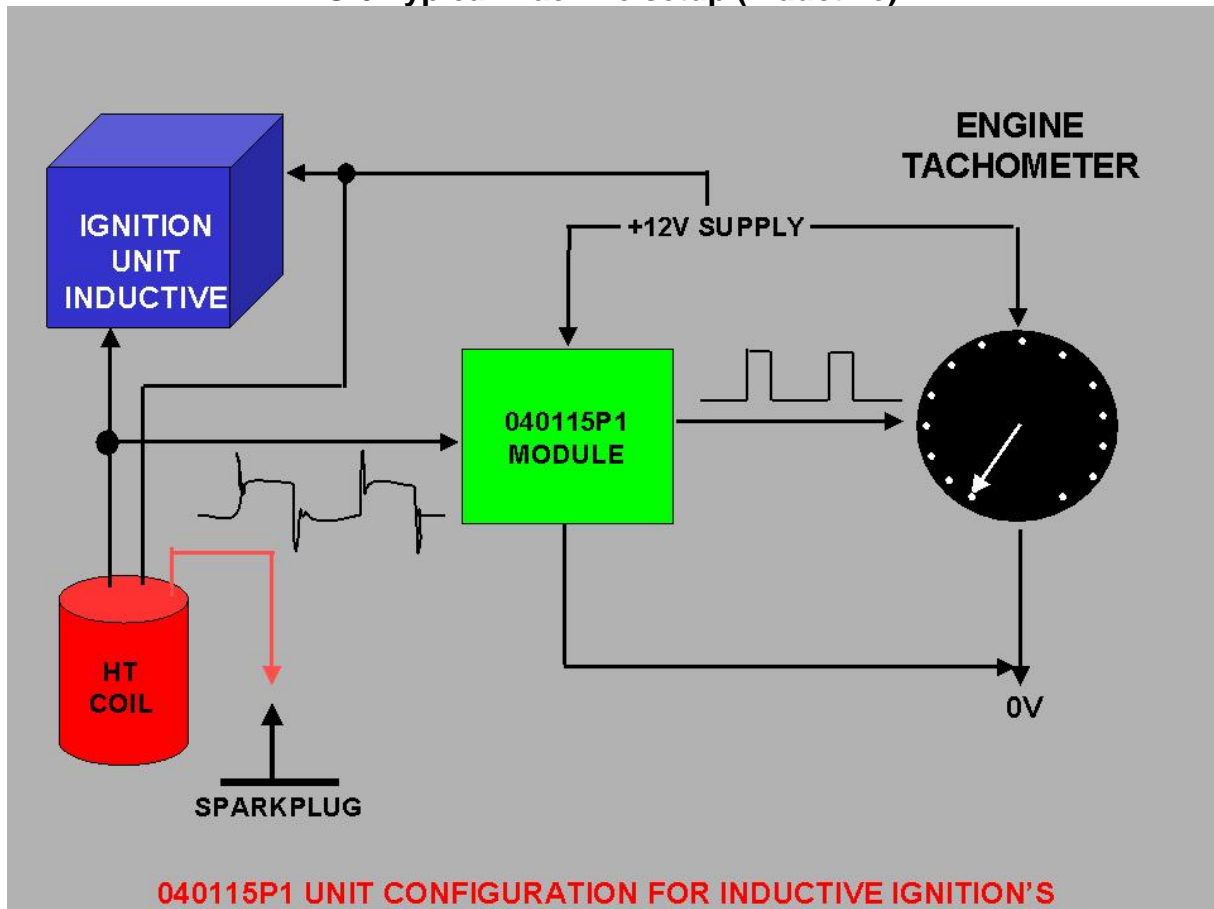 ENGINE
TACHOMETER
IGNITION
UNIT
INDUCTIVE
+12V SUPPLY
040115P1
MODULE
HT
COIL
0V
SPARKPLUG
040115P1 UNIT CONFIGURATION FOR INDUCTIVE IGNITION'S